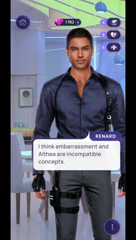 1782
RENARD
I think embarrassment and
Althea are incompatible
concepts.